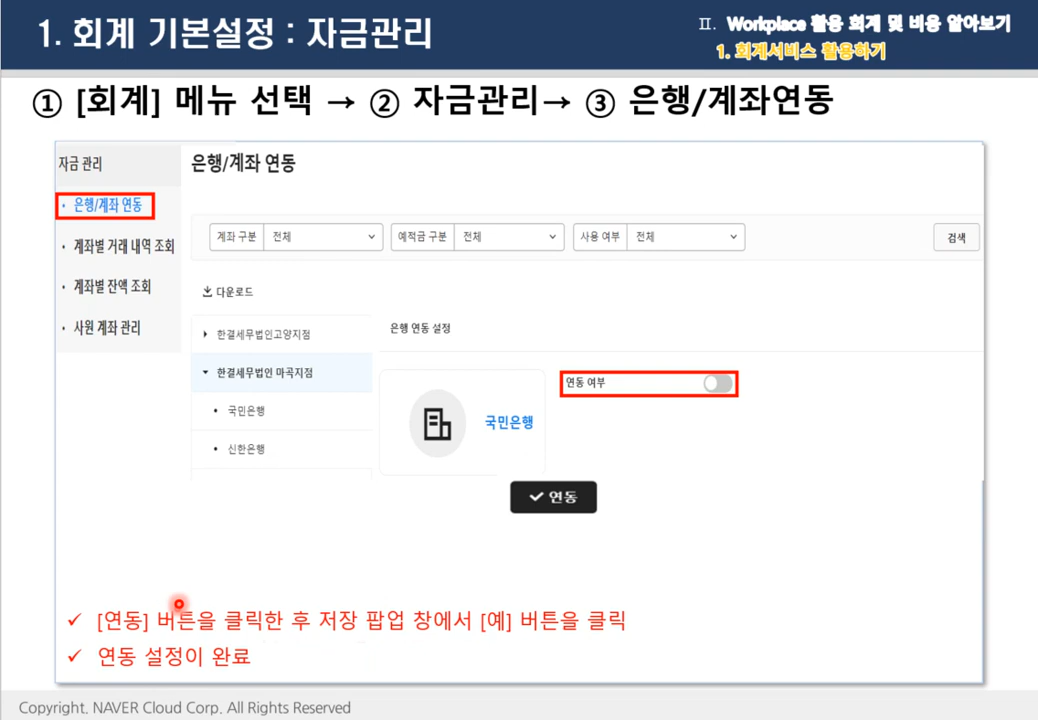 1. 회계 기본설정 : 자금관리
Ⅱ. Workplace 활용 회계 및 비용 알아보기
1. 회계서비스 활용하기
① [회계] 메뉴 선택 → ② 자금관리→ ③ 은행/계좌연동
자금 관리
은행/계좌 연동
계좌별 거래 내역 조회
계좌별 잔액 조회
사원 계좌 관리
은행/계좌 연동
계좌 구분 전체 예적금 구분 전체 사용 여부 전체 검색
다운로드
한결세무법인고양지점
한결세무법인 마곡지점
국민은행
신한은행
은행 연동 설정
국민은행
연동 여부
✓ 연동
✓ [연동] 버튼을 클릭한 후 저장 팝업 창에서 [예] 버튼을 클릭
✓ 연동 설정이 완료
Copyright. NAVER Cloud Corp. All Rights Reserved